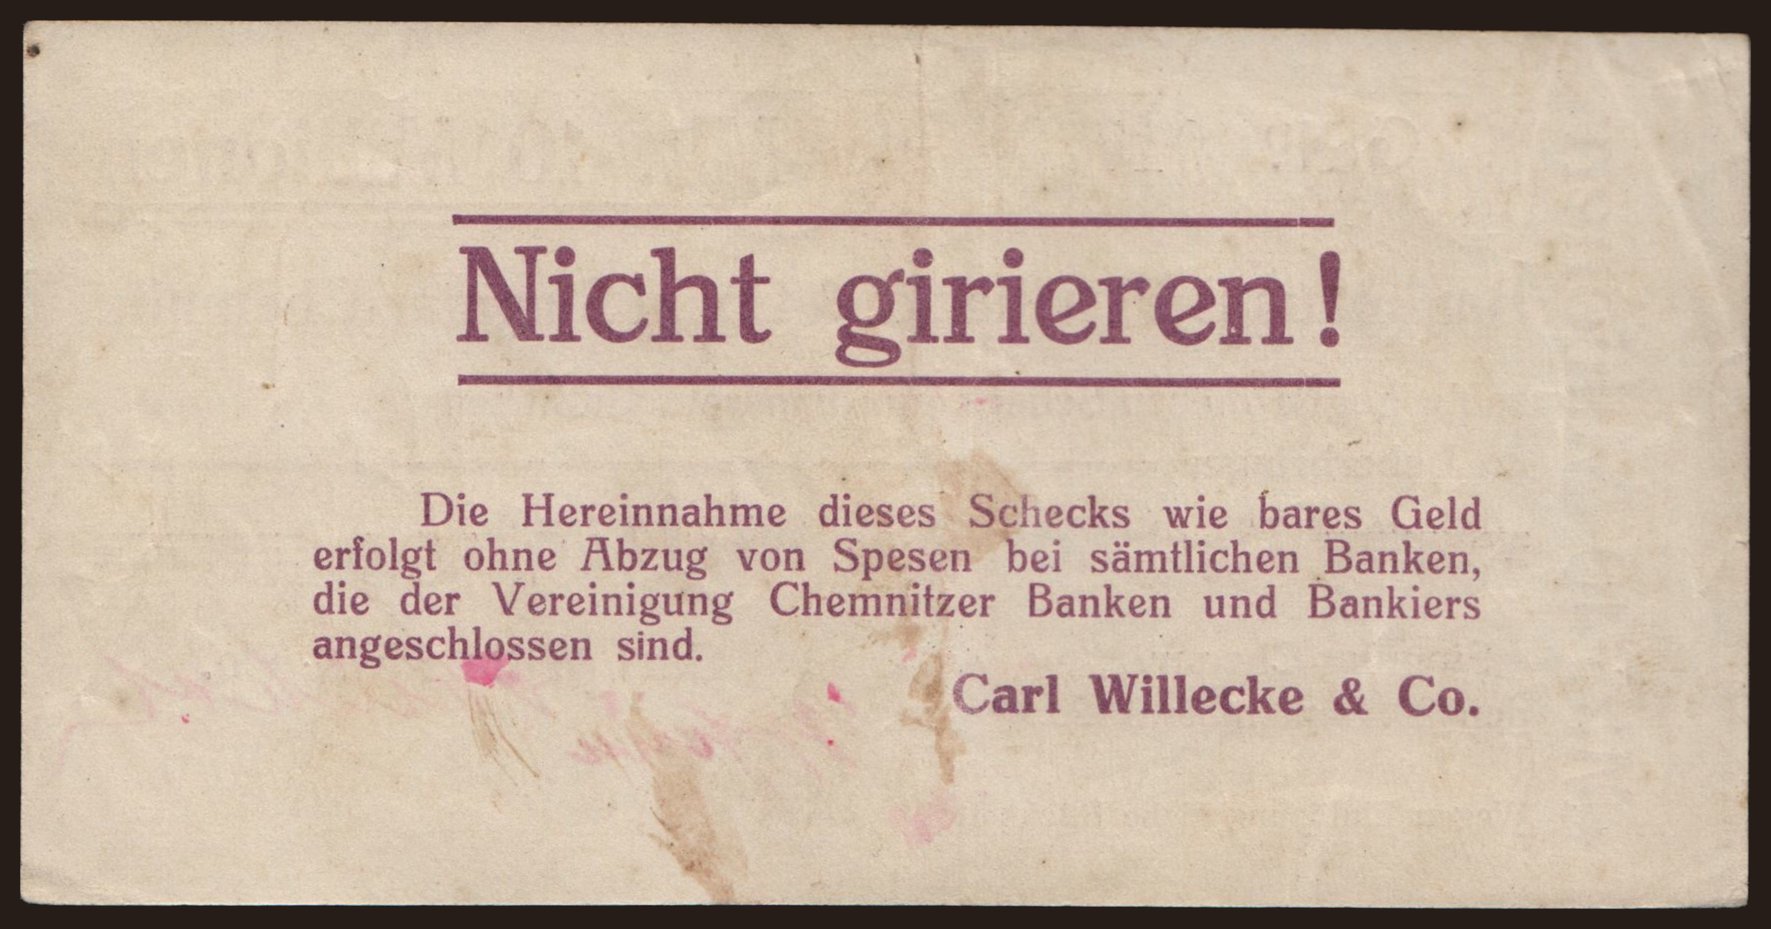 Nicht girieren!
Die Hereinnahme dieses Schecks wie bares Geld
erfolgt ohne Abzug von Spesen bei sämtlichen Banken,
die der Vereinigung Chemnitzer Banken und Bankiers
angeschlossen sind.
Carl Willecke & Co.